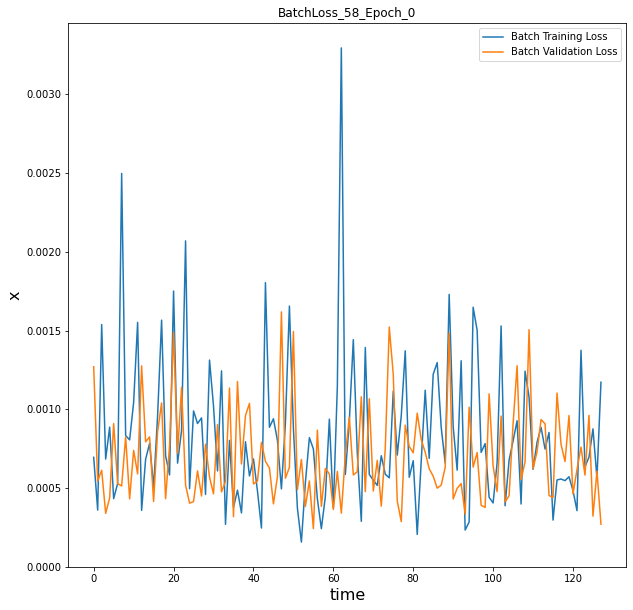 BatchLoss_58_Epoch_0
Batch Training Loss
Batch Validation Loss
0.0030
0.0025
0.0020
0.0015
0.0010
0.0005
0.0000
x
0 20 40 60 80 100 120
time